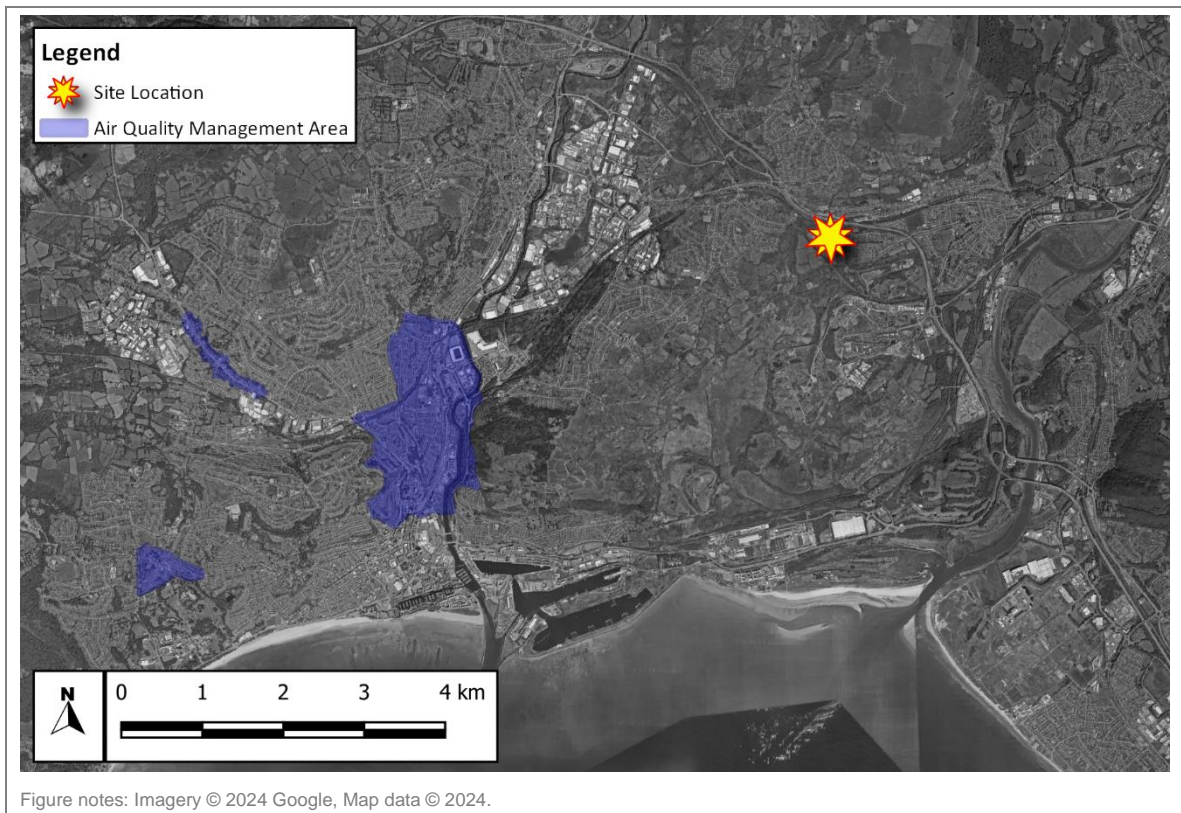 Legend
Site Location
Air Quality Management Area
N
0 1 2 3 4 km
Figure notes: Imagery © 2024 Google, Map data © 2024.